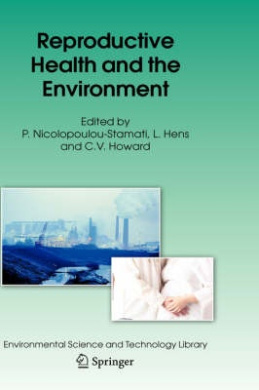 Reproductive
Health and the
Environment
Edited by
P. Nicolopoulou-Stamati, L. Hens
and C.V. Howard
Environmental Science and Technology Library
Springer